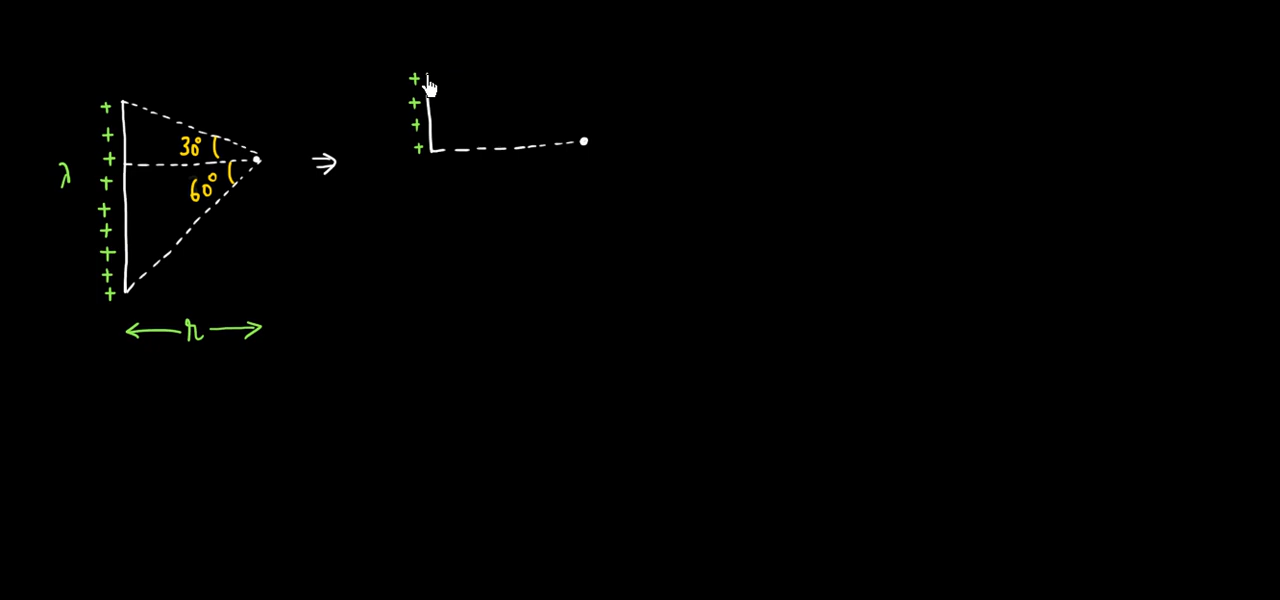 30°
λ
60°
← r →
⇒
+ + + + + + + + +
+ + + +